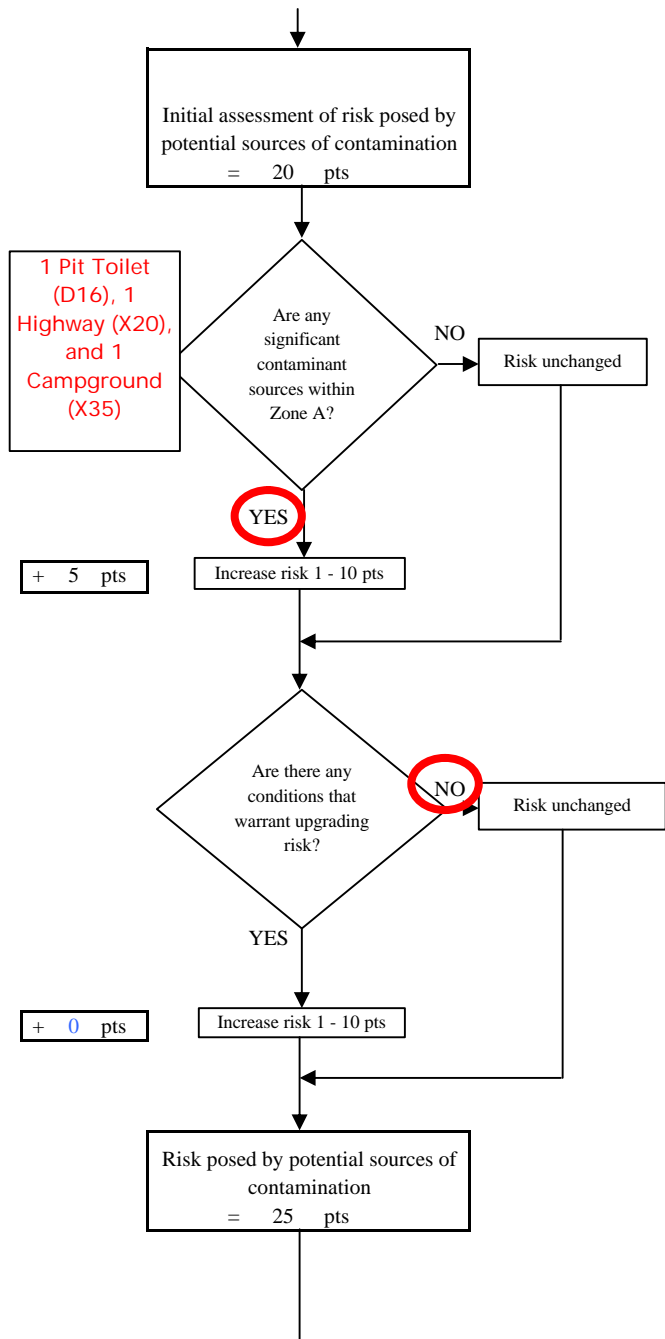 Initial assessment of risk posed by
potential sources of contamination
= 20 pts
1 Pit Toilet
(D16), 1
Highway (X20),
and 1
Campground
(X35)
Are any
significant
contaminant
sources within
Zone A?
NO
Risk unchanged
YES
+ 5 pts
Increase risk 1 - 10 pts
Are there any
conditions that
warrant upgrading
risk?
NO
Risk unchanged
YES
+ 0 pts
Increase risk 1 - 10 pts
Risk posed by potential sources of
contamination
= 25 pts